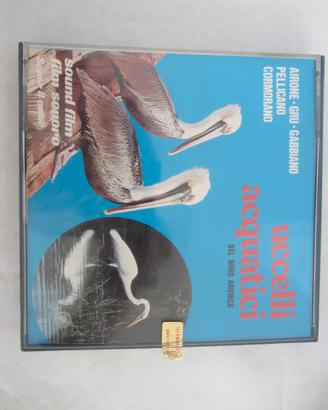 AIRONE - GRU - GABBIANO
PELLICANO
CORMORANO
uccelli
acquatici
DEL NORD AMERICA
sound film
film sonoro